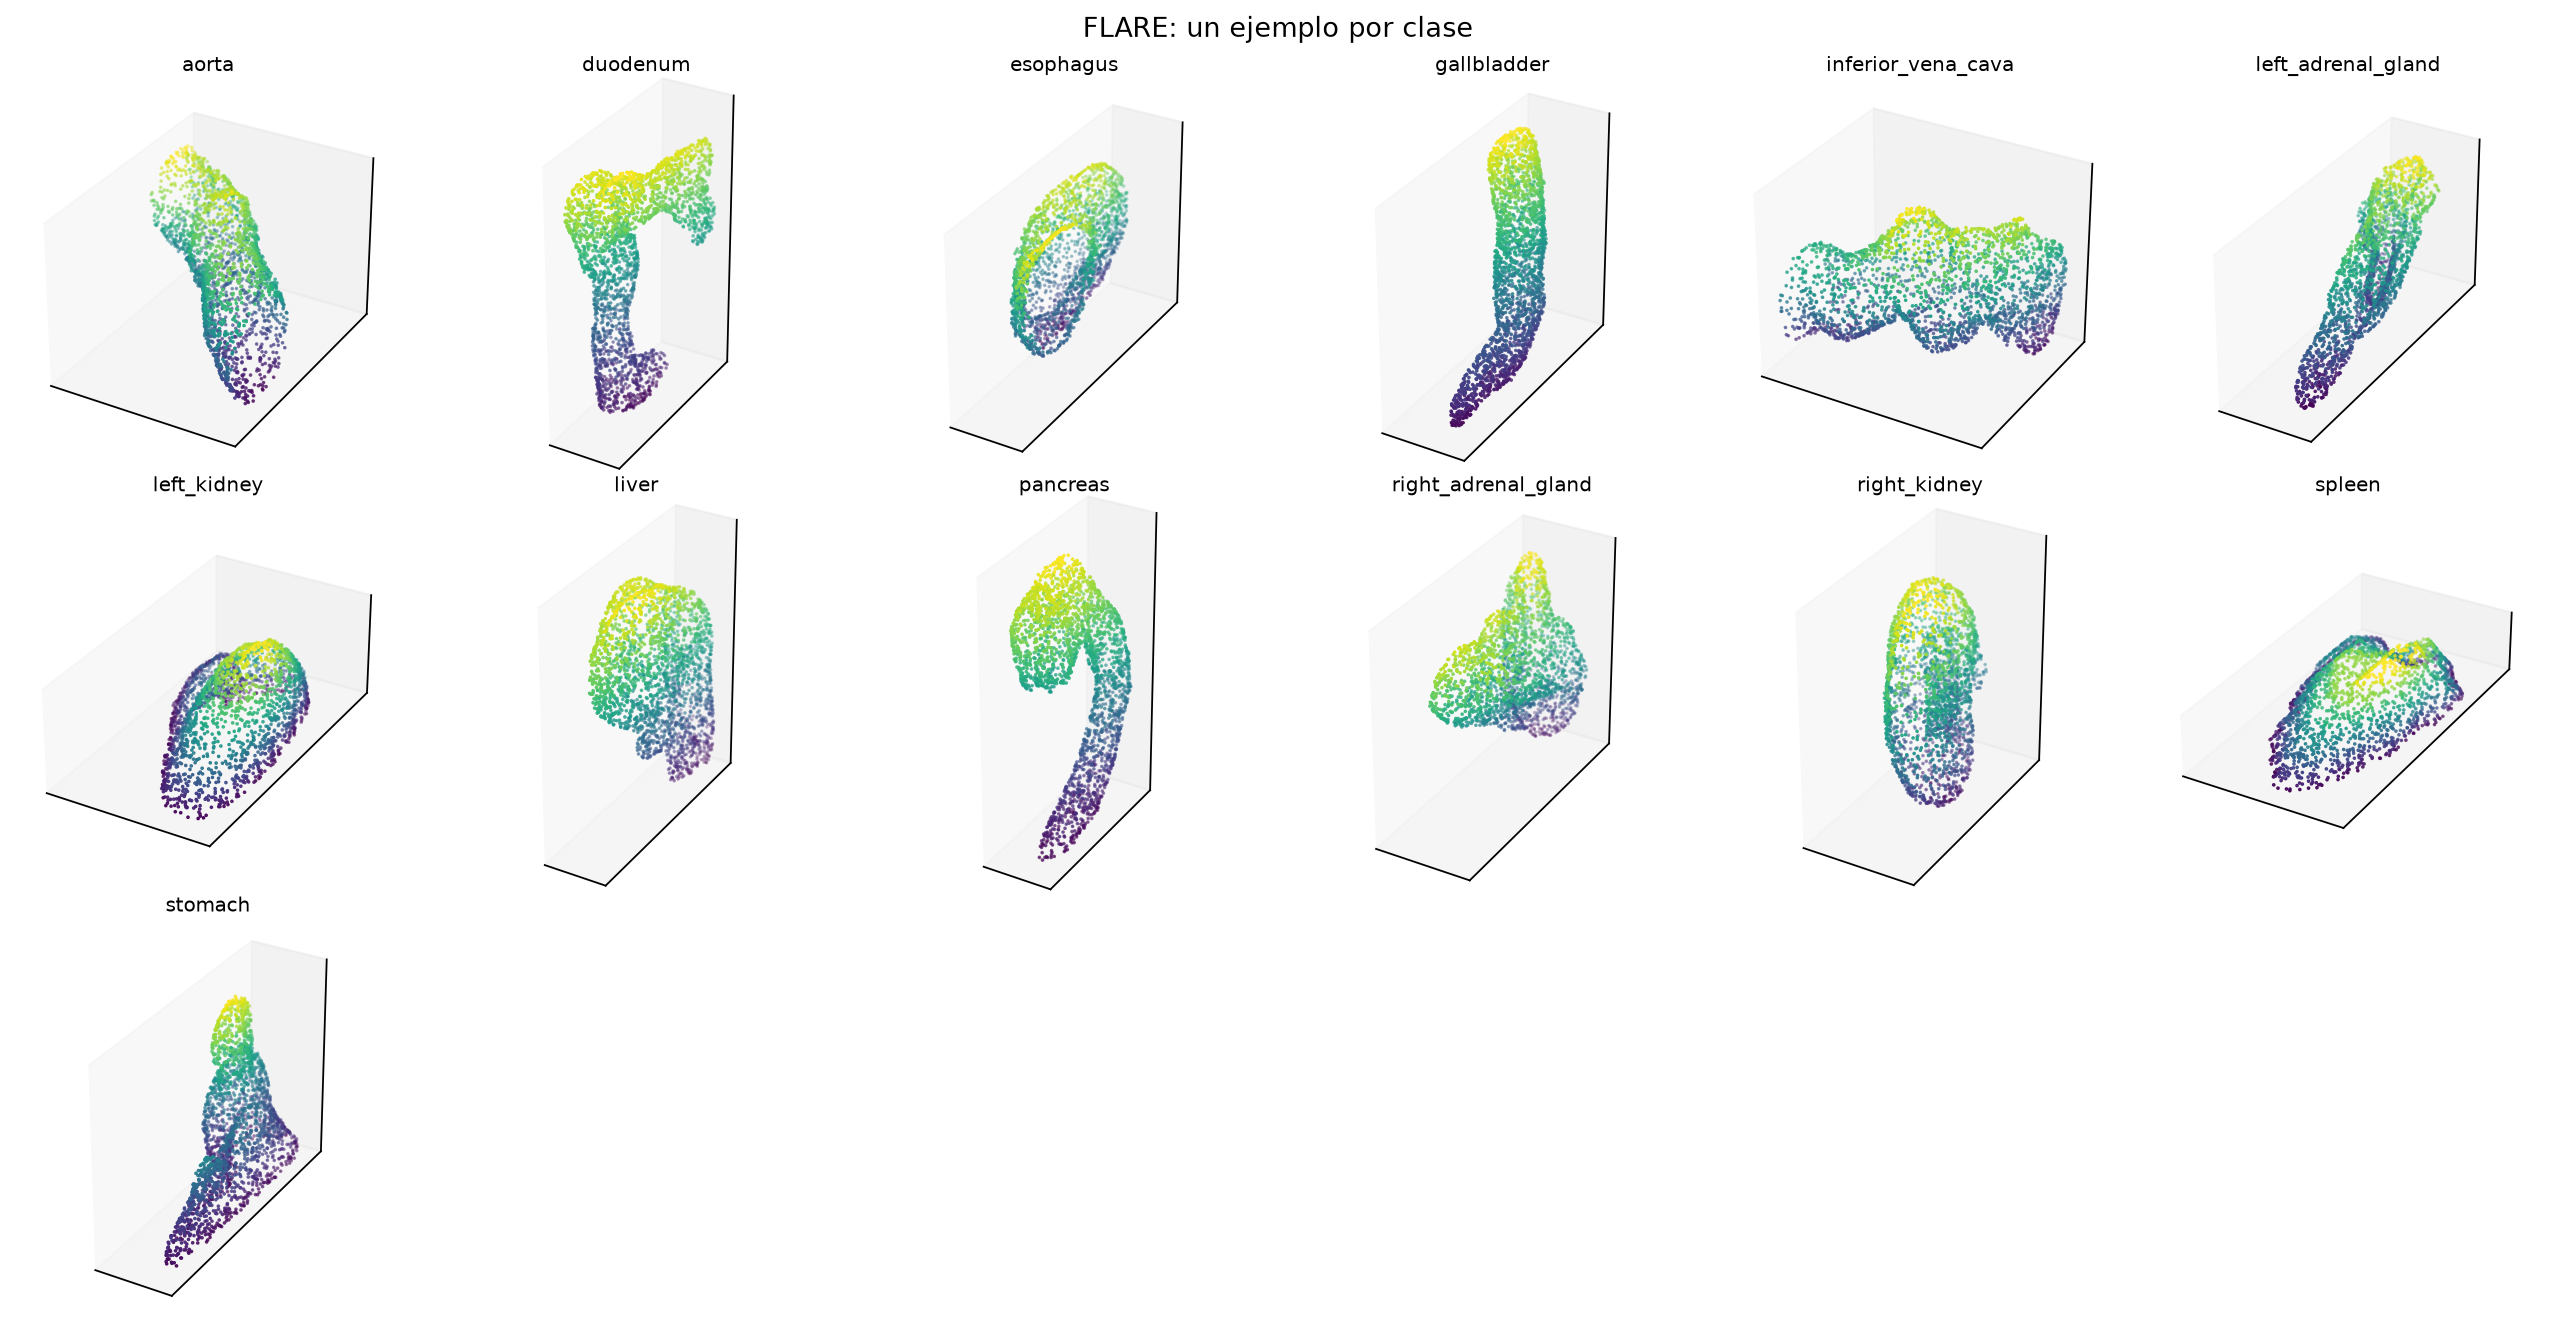 FLARE: un ejemplo por clase
aorta
duodenum
esophagus
gallbladder
inferior_vena_cava
left_adrenal_gland
left_kidney
liver
pancreas
right_adrenal_gland
right_kidney
spleen
stomach